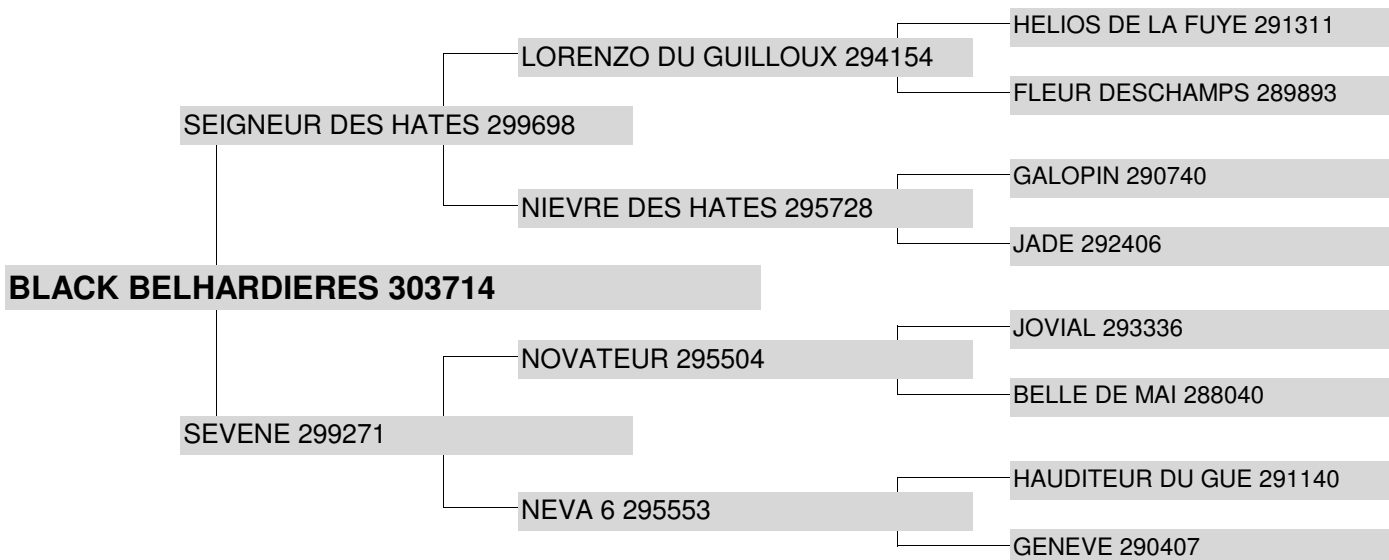 HELIOS DE LA FUYE 291311
LORENZO DU GUILLOUX 294154
FLEUR DESCHAMPS 289893
SEIGNEUR DES HATES 299698
GALOPIN 290740
NIEVRE DES HATES 295728
JADE 292406
BLACK BELHARDIERES 303714
JOVIAL 293336
NOVATEUR 295504
BELLE DE MAI 288040
SEVENE 299271
HAUDITEUR DU GUE 291140
NEVA 6 295553
GENEVE 290407